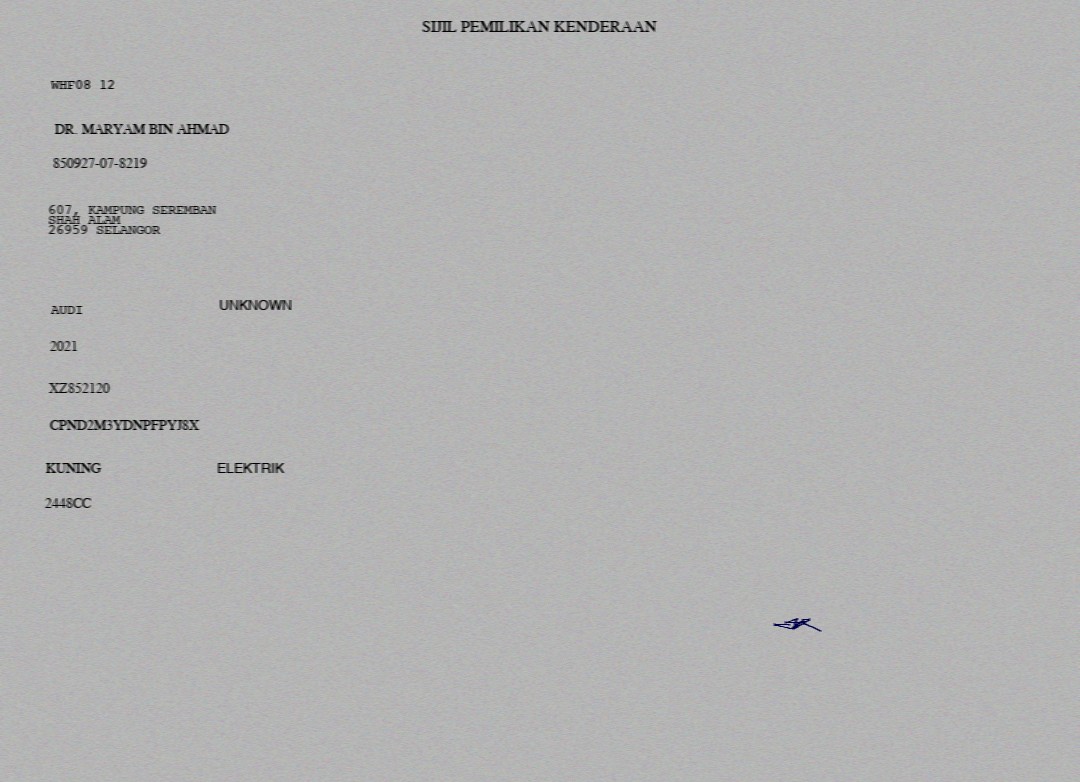 SIJIL PEMILIKAN KENDERAAN
WHF08 12
DR. MARYAM BIN AHMAD
850927-07-8219
607, KAMPUNG SEREMBAN
SHAH ALAM
26959 SELANGOR
AUDI UNKNOWN
2021
XZ852120
CPND2M3YDNPFPYJ8X
KUNING ELEKTRIK
2448CC